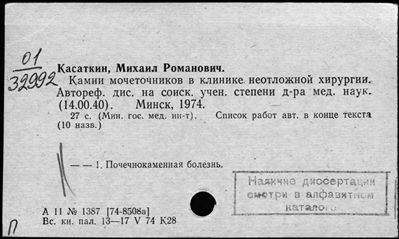 01
32992
Касаткин, Михаил Романович.
Камни мочеточников в клинике неотложной хирургии.
Автореф. дис. на соиск. учен. степени д-ра мед. наук.
(14.00.40). Минск, 1974.
27 с. (Мин. гос. мед. ин-т). Список работ авт. в конце текста
(10 назв.)
— — 1. Почечнокаменная болезнь.
Наличие диссертации
смотри в алфавитном
каталоге
А II № 1387 [74-8508а]
Вс. кн. пал. 13—17 V 74 К28
П